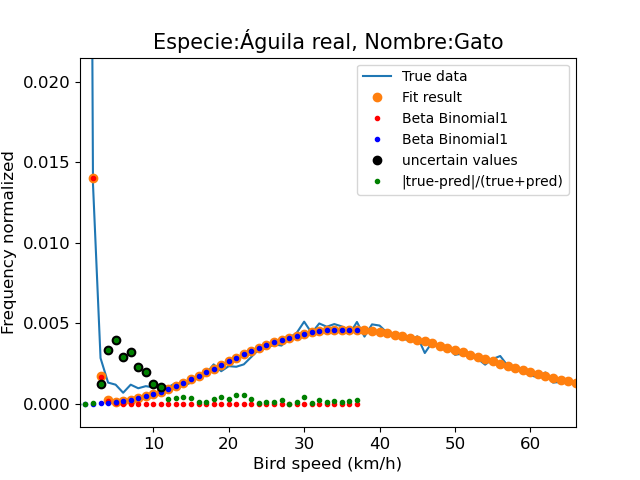 Especie:Águila real, Nombre:Gato
True data
Fit result
Beta Binomial1
Beta Binomial1
uncertain values
|true-pred|/(true+pred)
Frequency normalized
0.020
0.015
0.010
0.005
0.000
10 20 30 40 50 60
Bird speed (km/h)